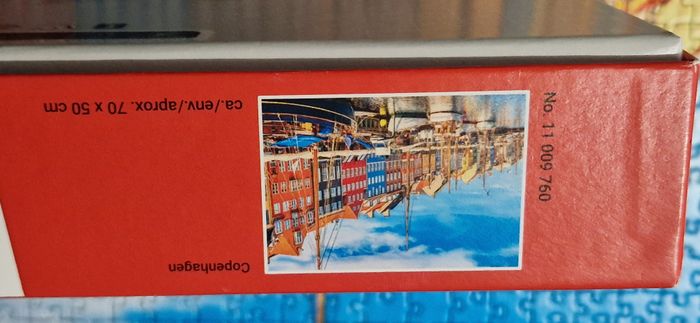 Copenhagen
ca./env./aprox. 70 x 50 cm
No. 11 009 760